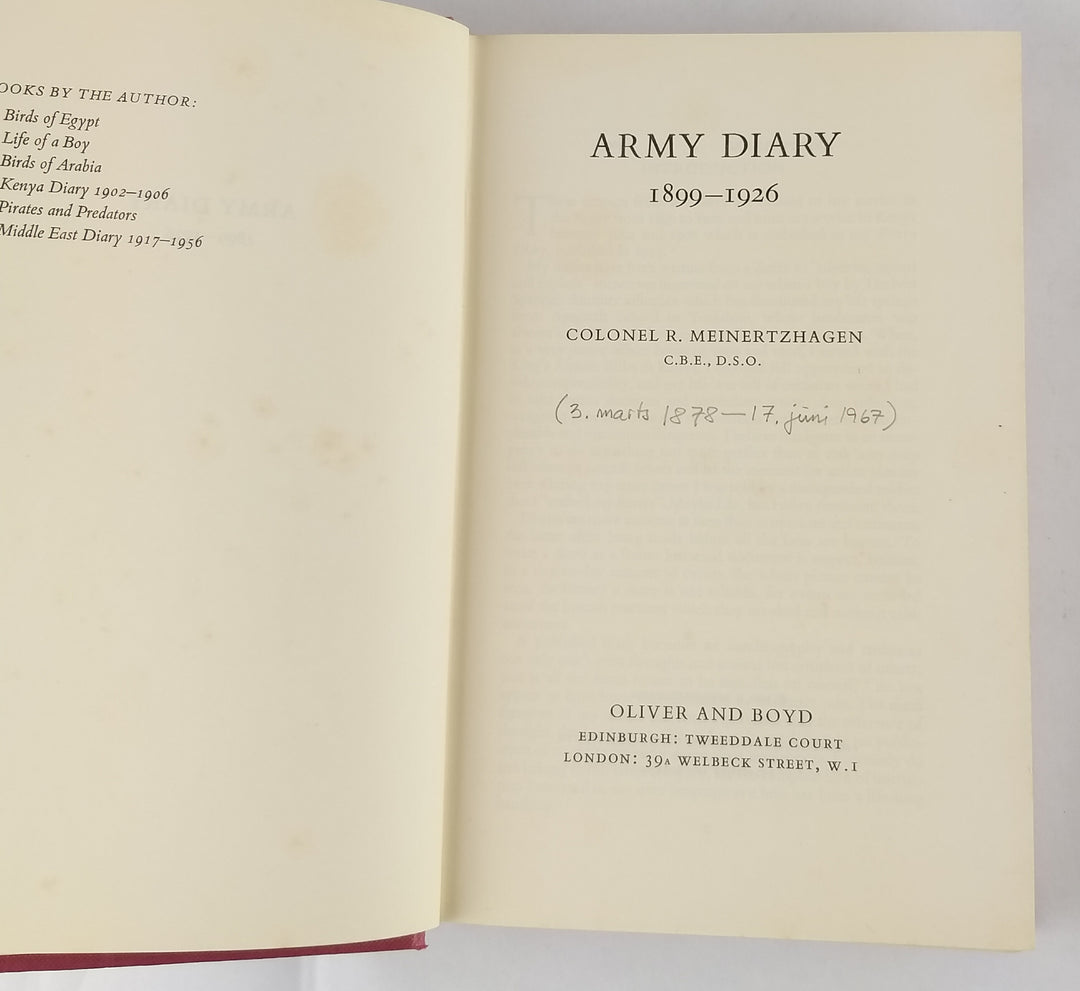 OOKS BY THE AUTHOR:
Birds of Egypt
Life of a Boy
Birds of Arabia
Kenya Diary 1902–1906
Pirates and Predators
Middle East Diary 1917–1956
ARMY DIARY
1899–1926
COLONEL R. MEINERTZHAGEN
C.B.E., D.S.O.
(3. marts 1878 — 17. juni 1967)
OLIVER AND BOYD
EDINBURGH: TWEEDDALE COURT
LONDON: 39A WELBECK STREET, W.1